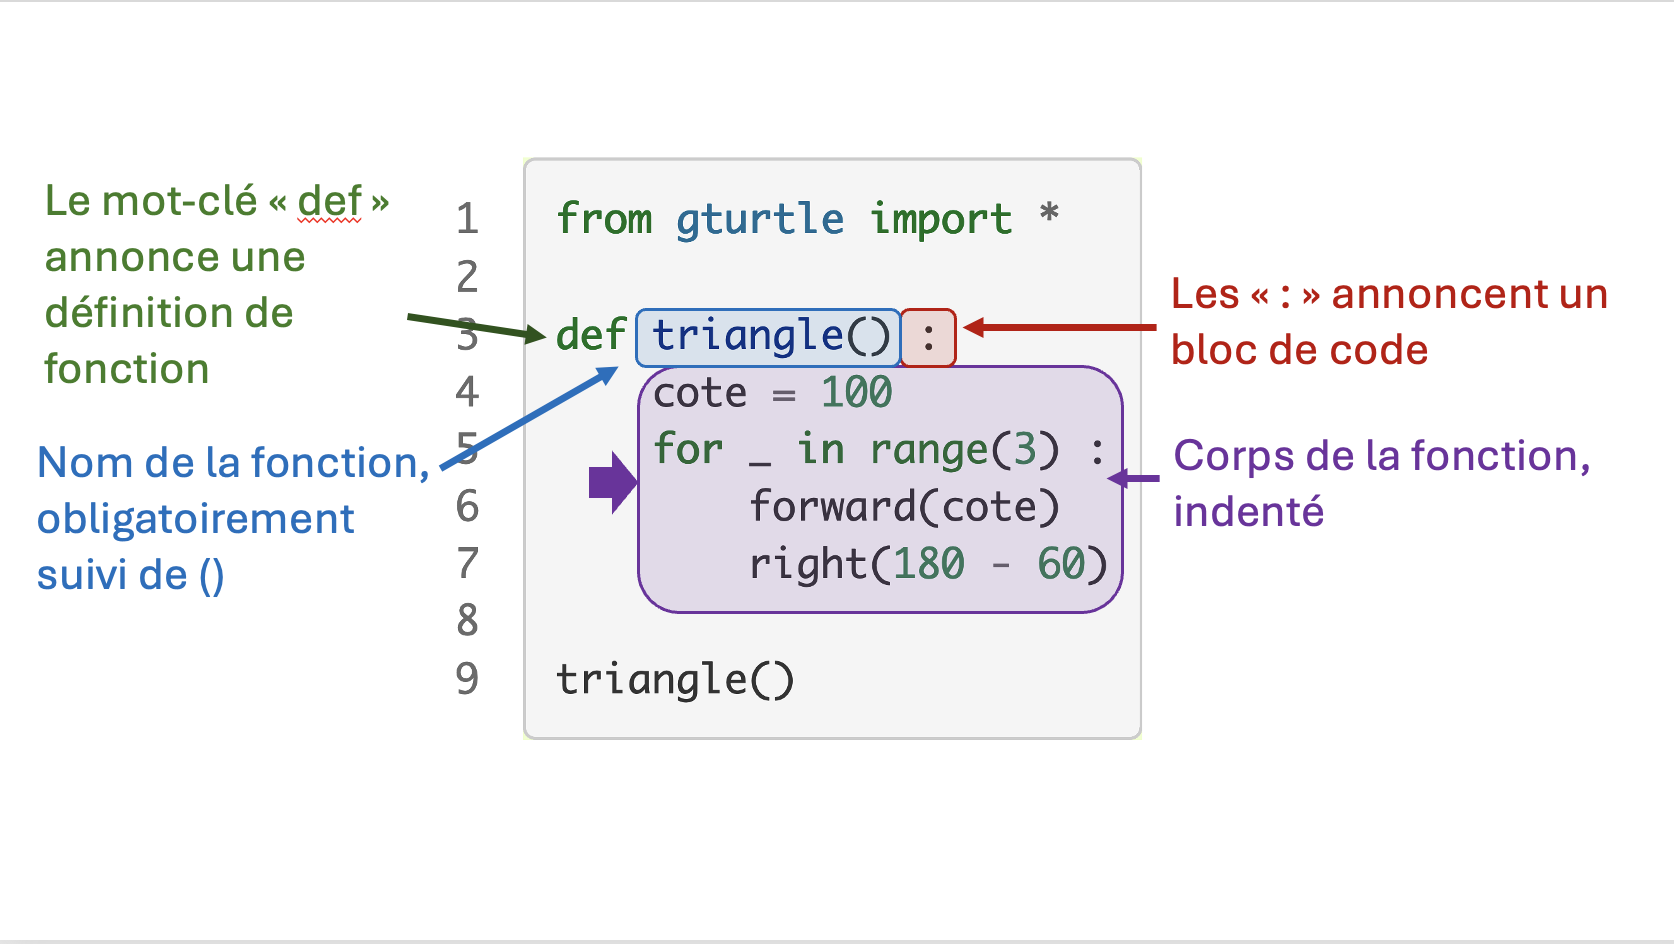 Le mot-clé « def »
annonce une
définition de
fonction
Nom de la fonction,
obligatoirement
suivi de ()
1 from gturtle import *
2
3 def triangle() :
4 cote = 100
5 for _ in range(3) :
6 forward(cote)
7 right(180 - 60)
8
9 triangle()
Les « : » annoncent un
bloc de code
Corps de la fonction,
indenté